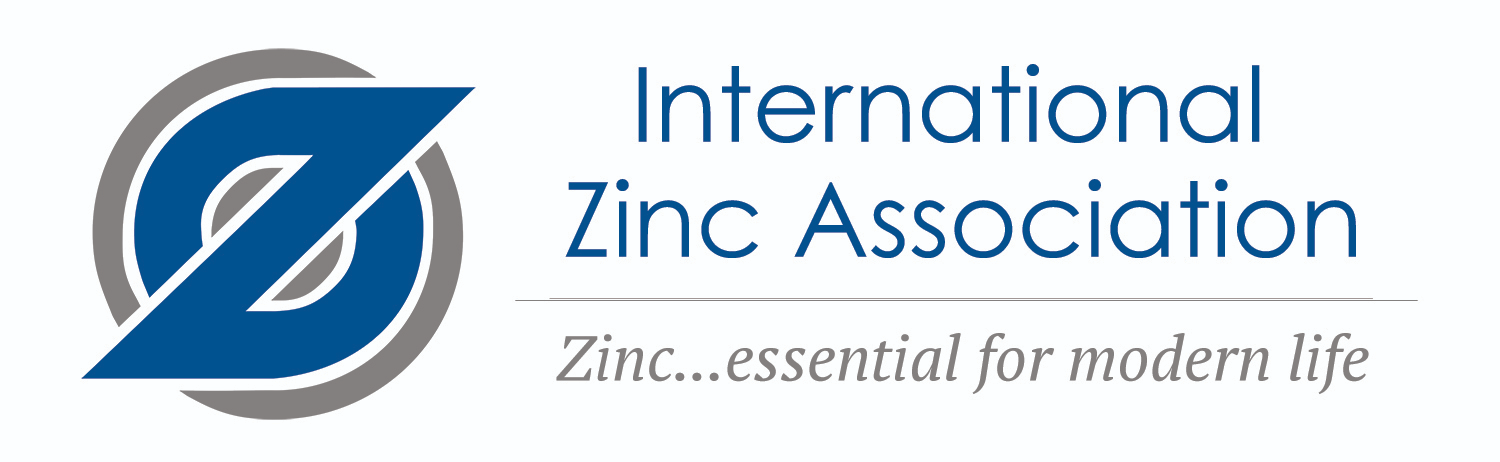 International
Zinc Association
Zinc...essential for modern life